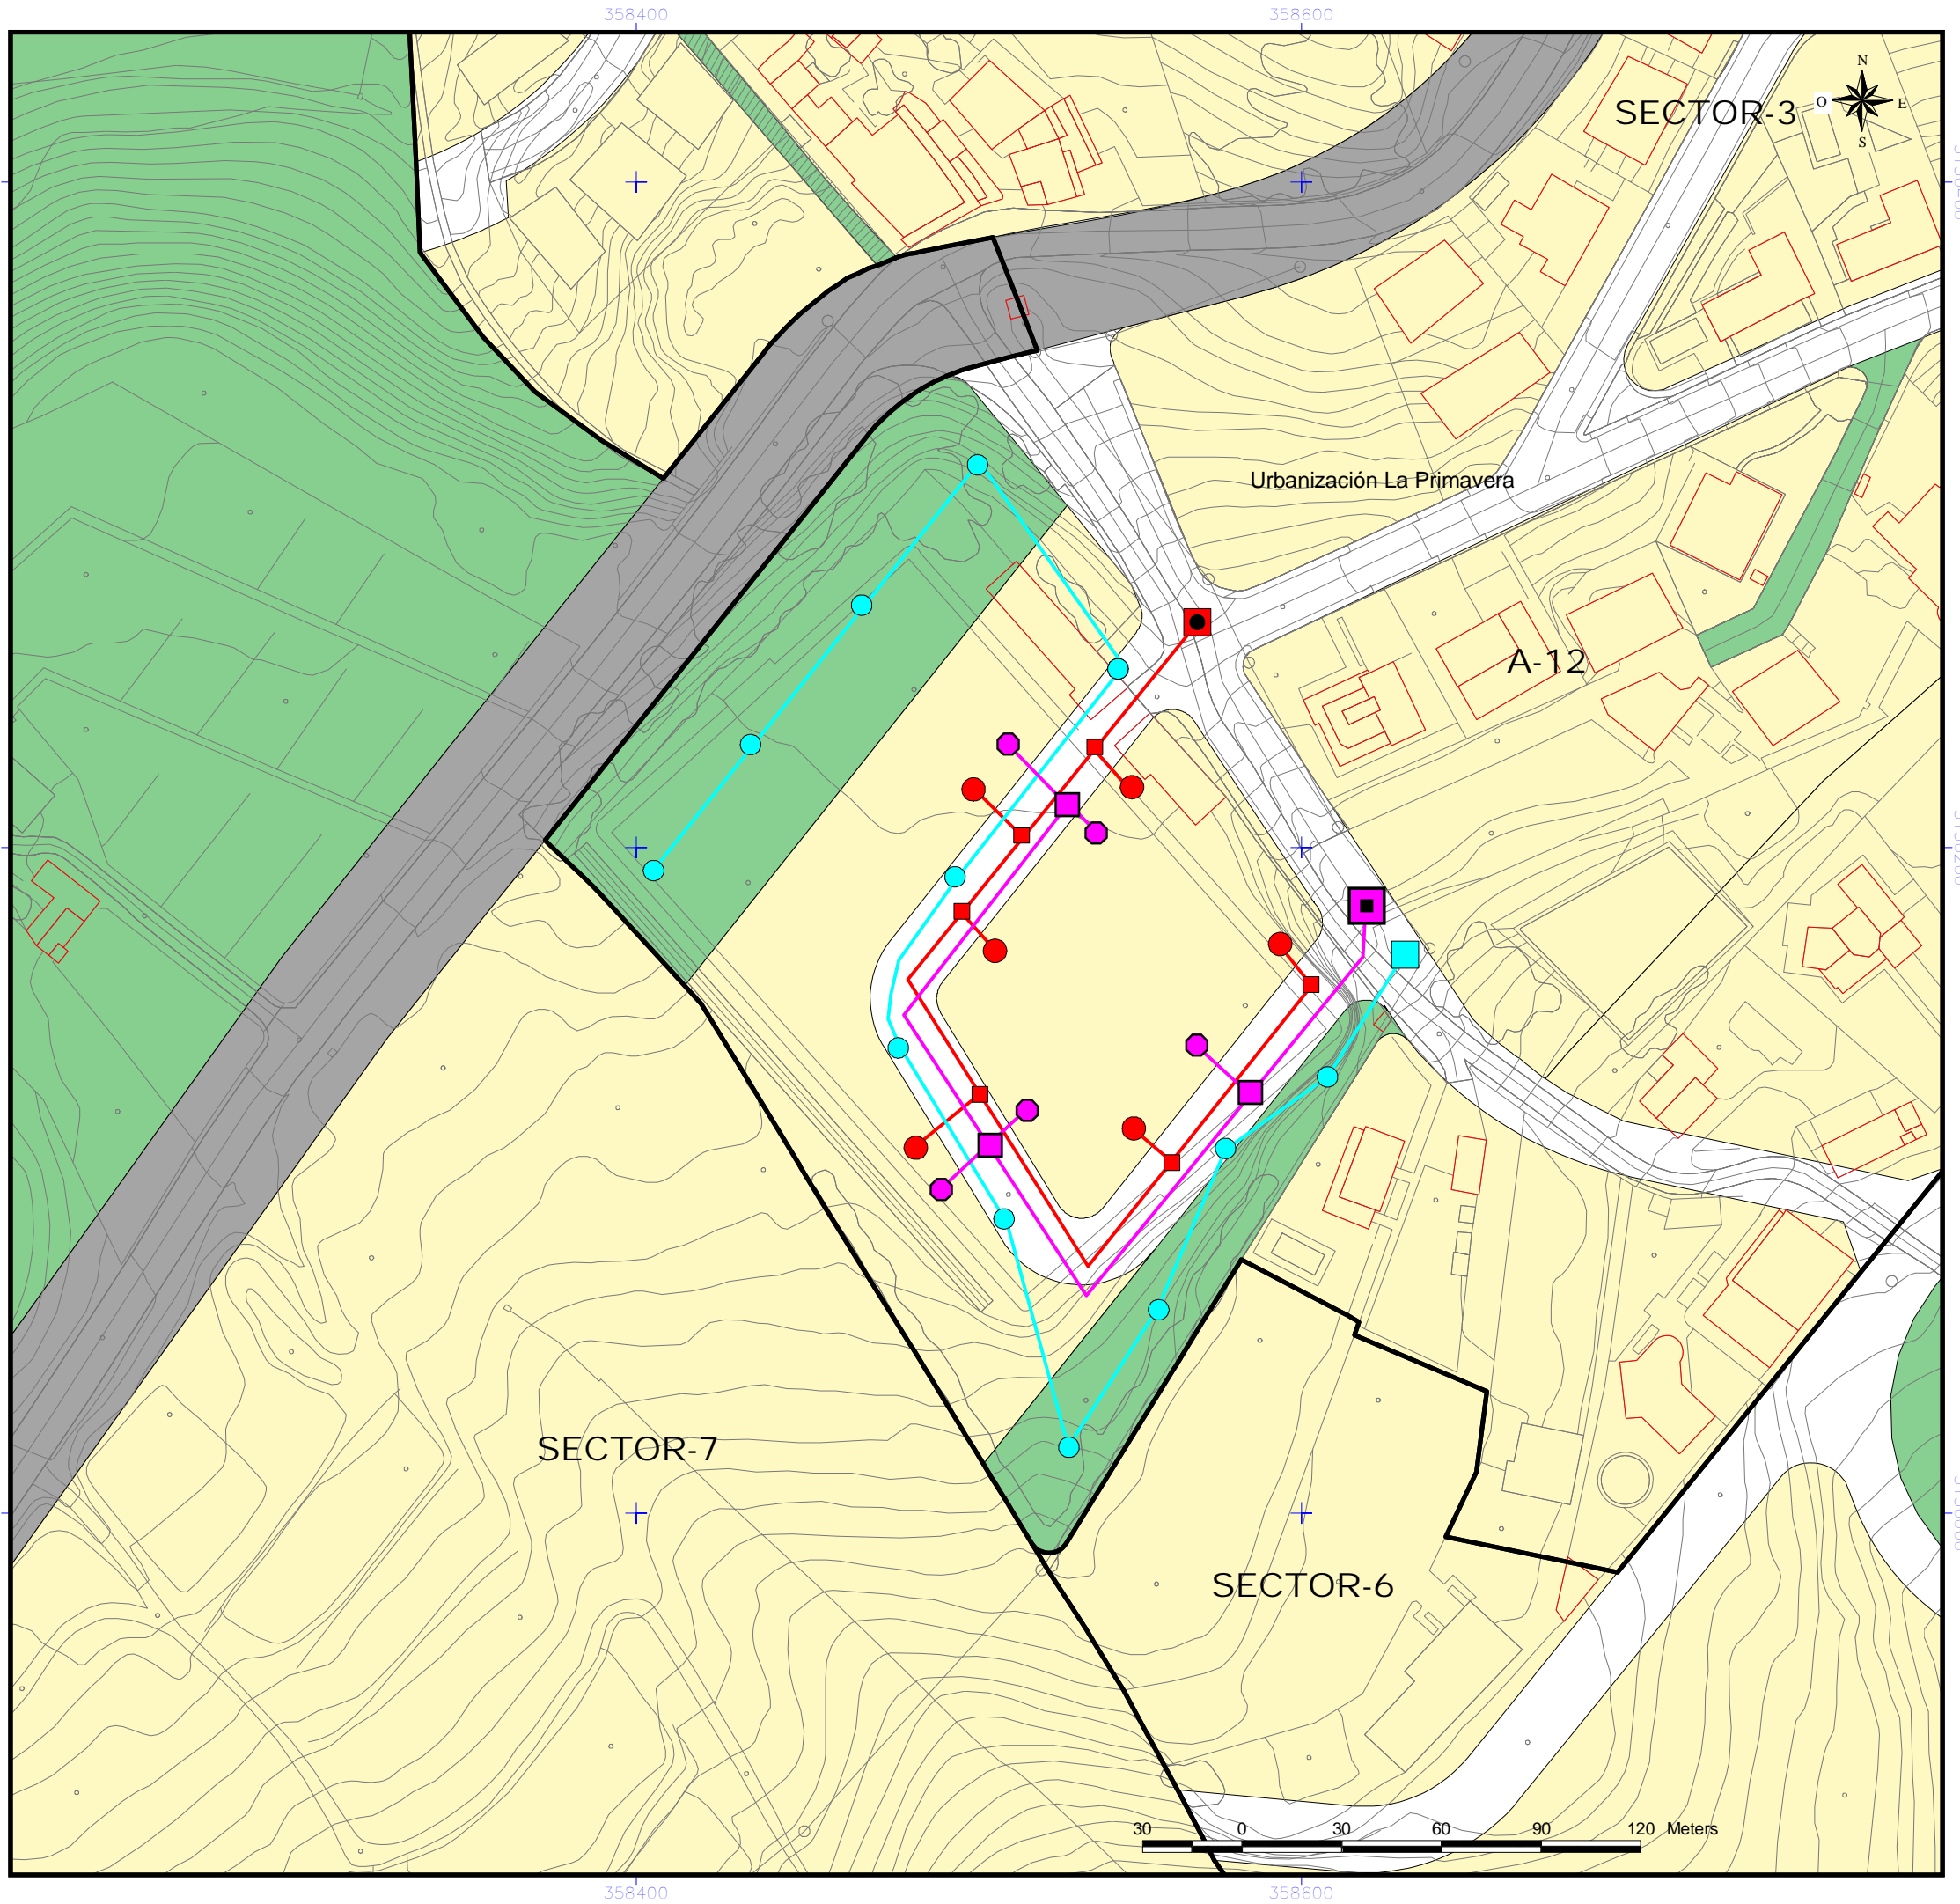 358400
358600
N
O
E
S
SECTOR-3
Urbanización La Primavera
A-12
SECTOR-7
SECTOR-6
30 0 30 60 90 120 Meters
358400
358600